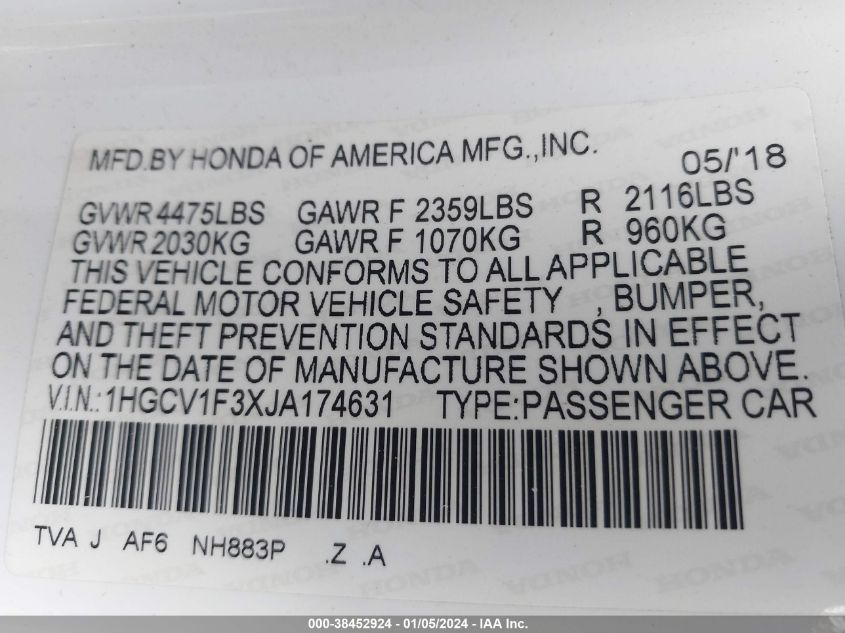 MFD.BY HONDA OF AMERICA MFG.,INC. 05/'18
GVWR 4475LBS GAWR F 2359LBS R 2116LBS
GVWR 2030KG GAWR F 1070KG R 960KG
THIS VEHICLE CONFORMS TO ALL APPLICABLE
FEDERAL MOTOR VEHICLE SAFETY , BUMPER,
AND THEFT PREVENTION STANDARDS IN EFFECT
ON THE DATE OF MANUFACTURE SHOWN ABOVE.
V.I.N.:1HGCV1F3XJA174631 TYPE:PASSENGER CAR
TVA J AF6 NH883P .Z .A
000-38452924 - 01/05/2024 - IAA Inc.